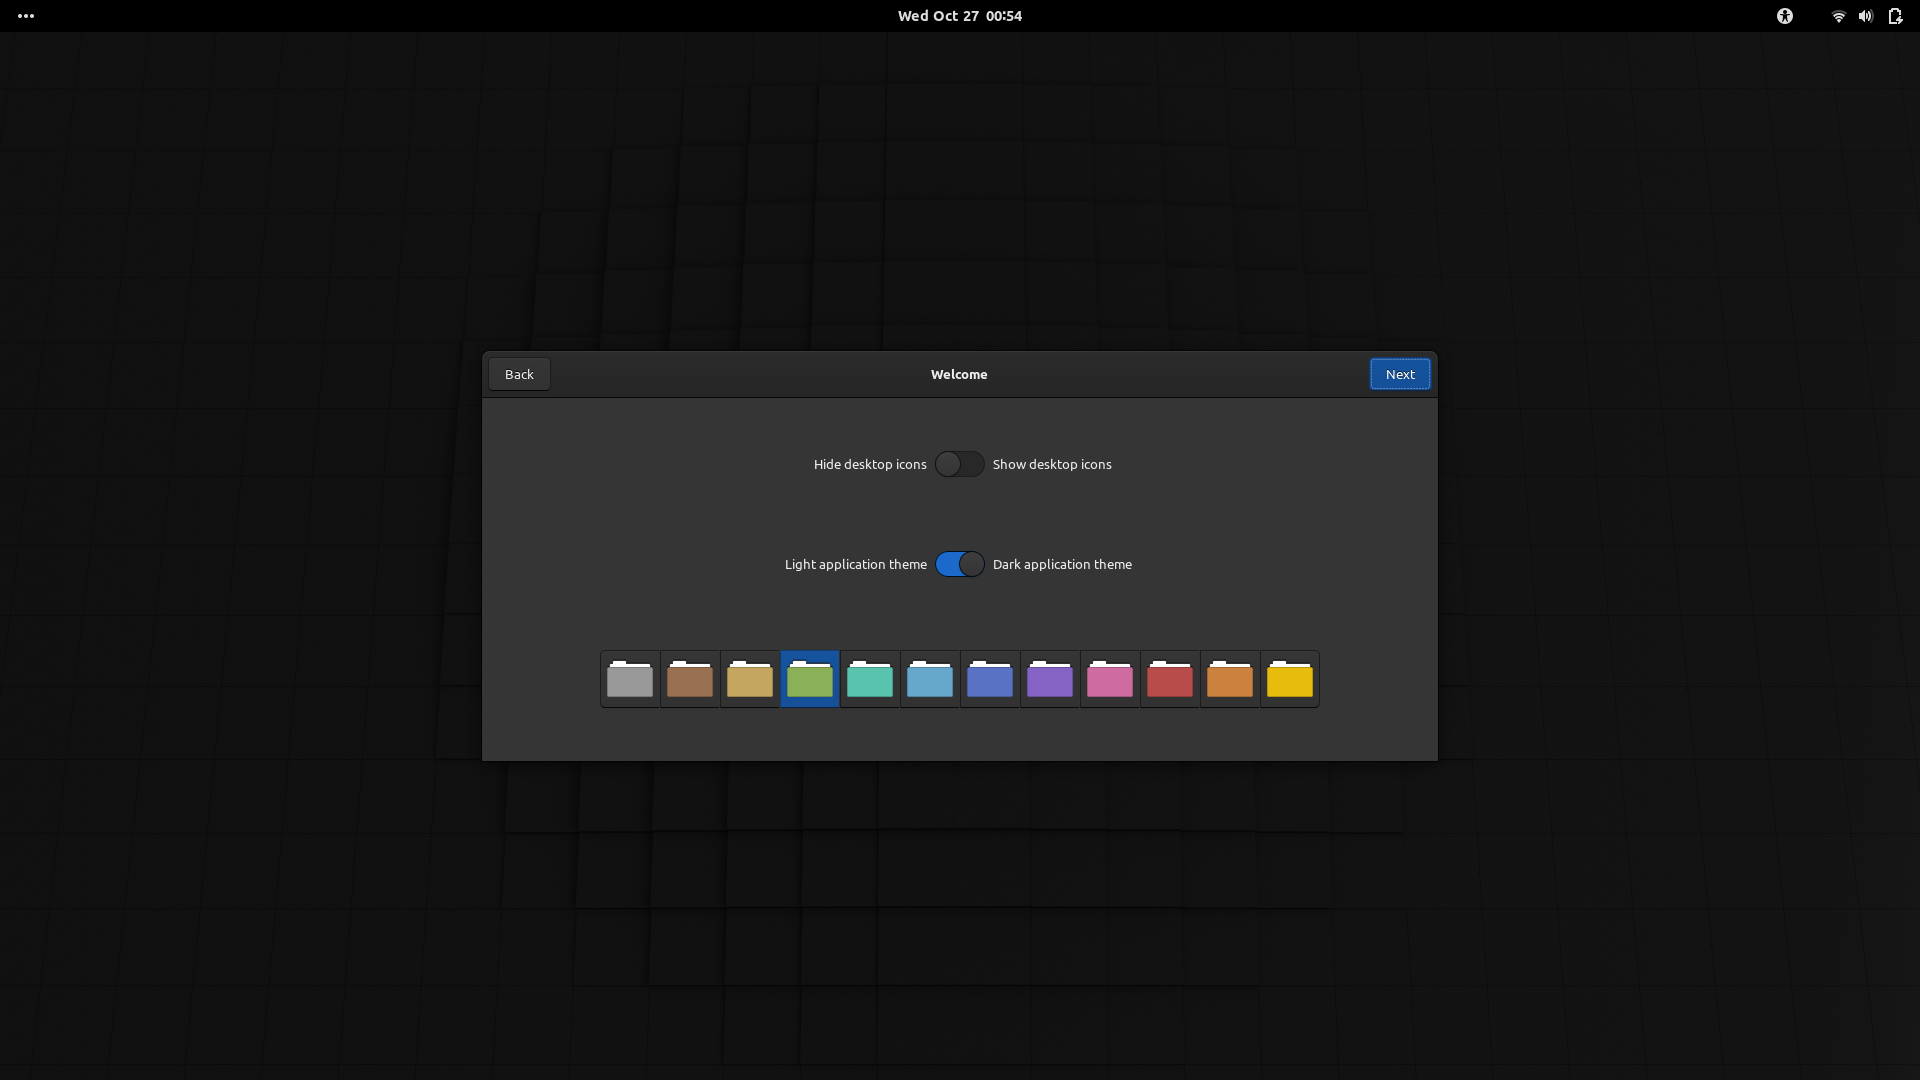 Wed Oct 27 00:54
Back
Welcome
Next
Hide desktop icons
Show desktop icons
Light application theme
Dark application theme